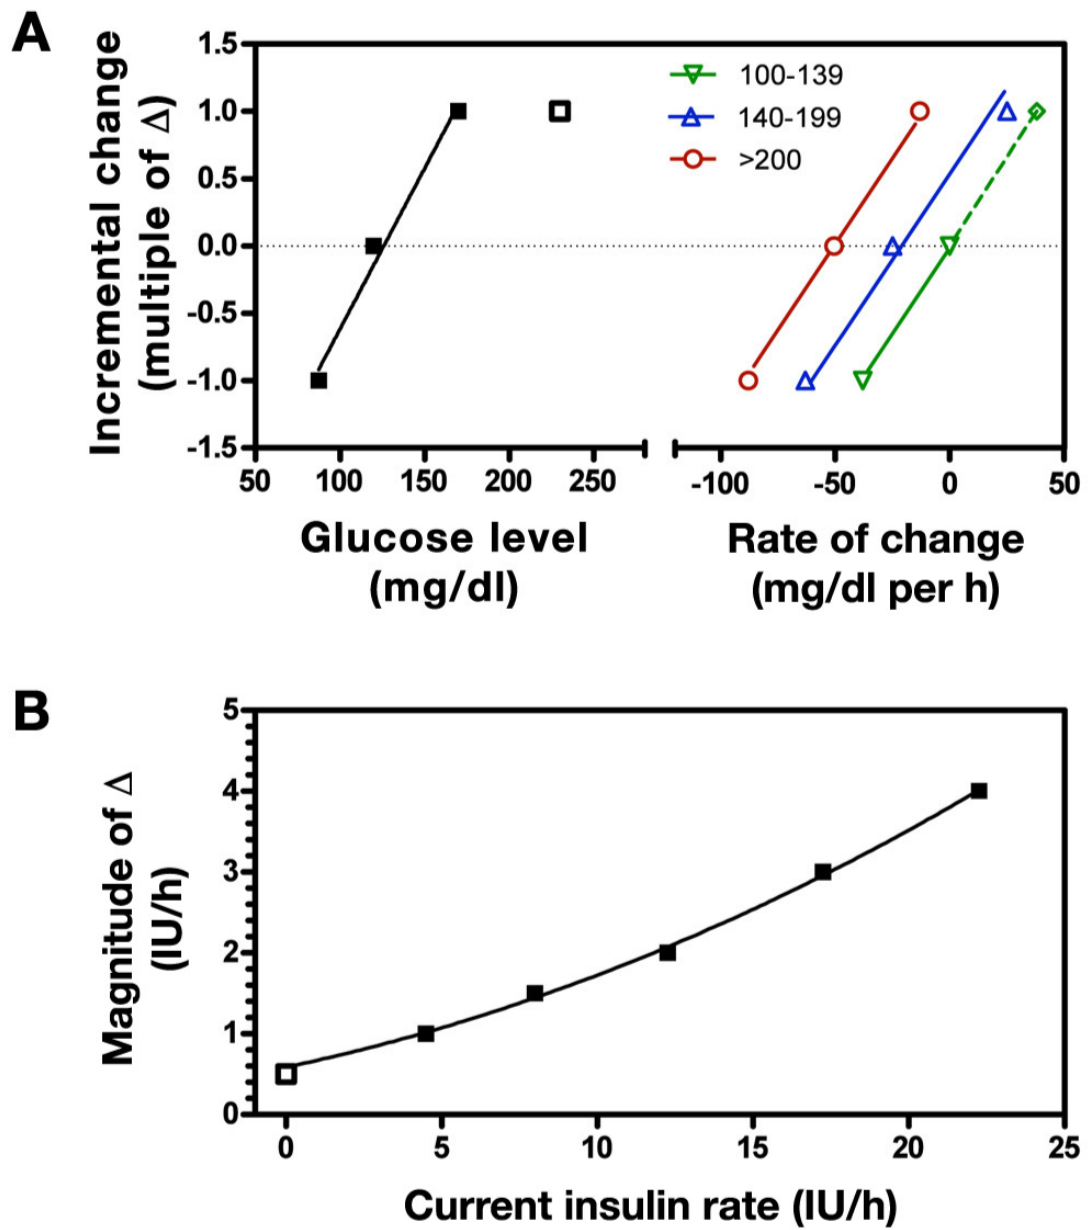 A
Incremental change
(multiple of Δ)
1.5
1.0
0.5
0.0
-0.5
-1.0
-1.5
100-139
140-199
>200
50 100 150 200 250
-100 -50 0 50
Glucose level
(mg/dl)
Rate of change
(mg/dl per h)
B
Magnitude of Δ
(IU/h)
5
4
3
2
1
0
0 5 10 15 20 25
Current insulin rate (IU/h)